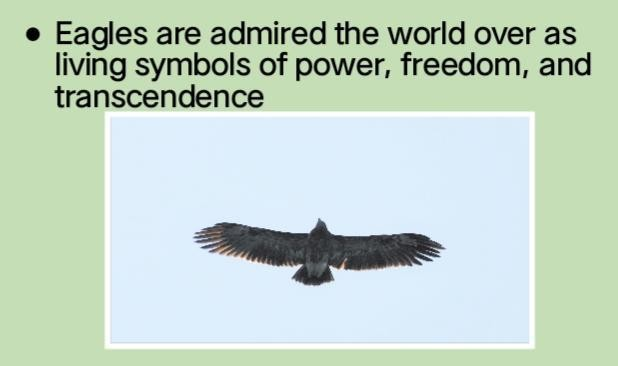 • Eagles are admired the world over as
living symbols of power, freedom, and
transcendence